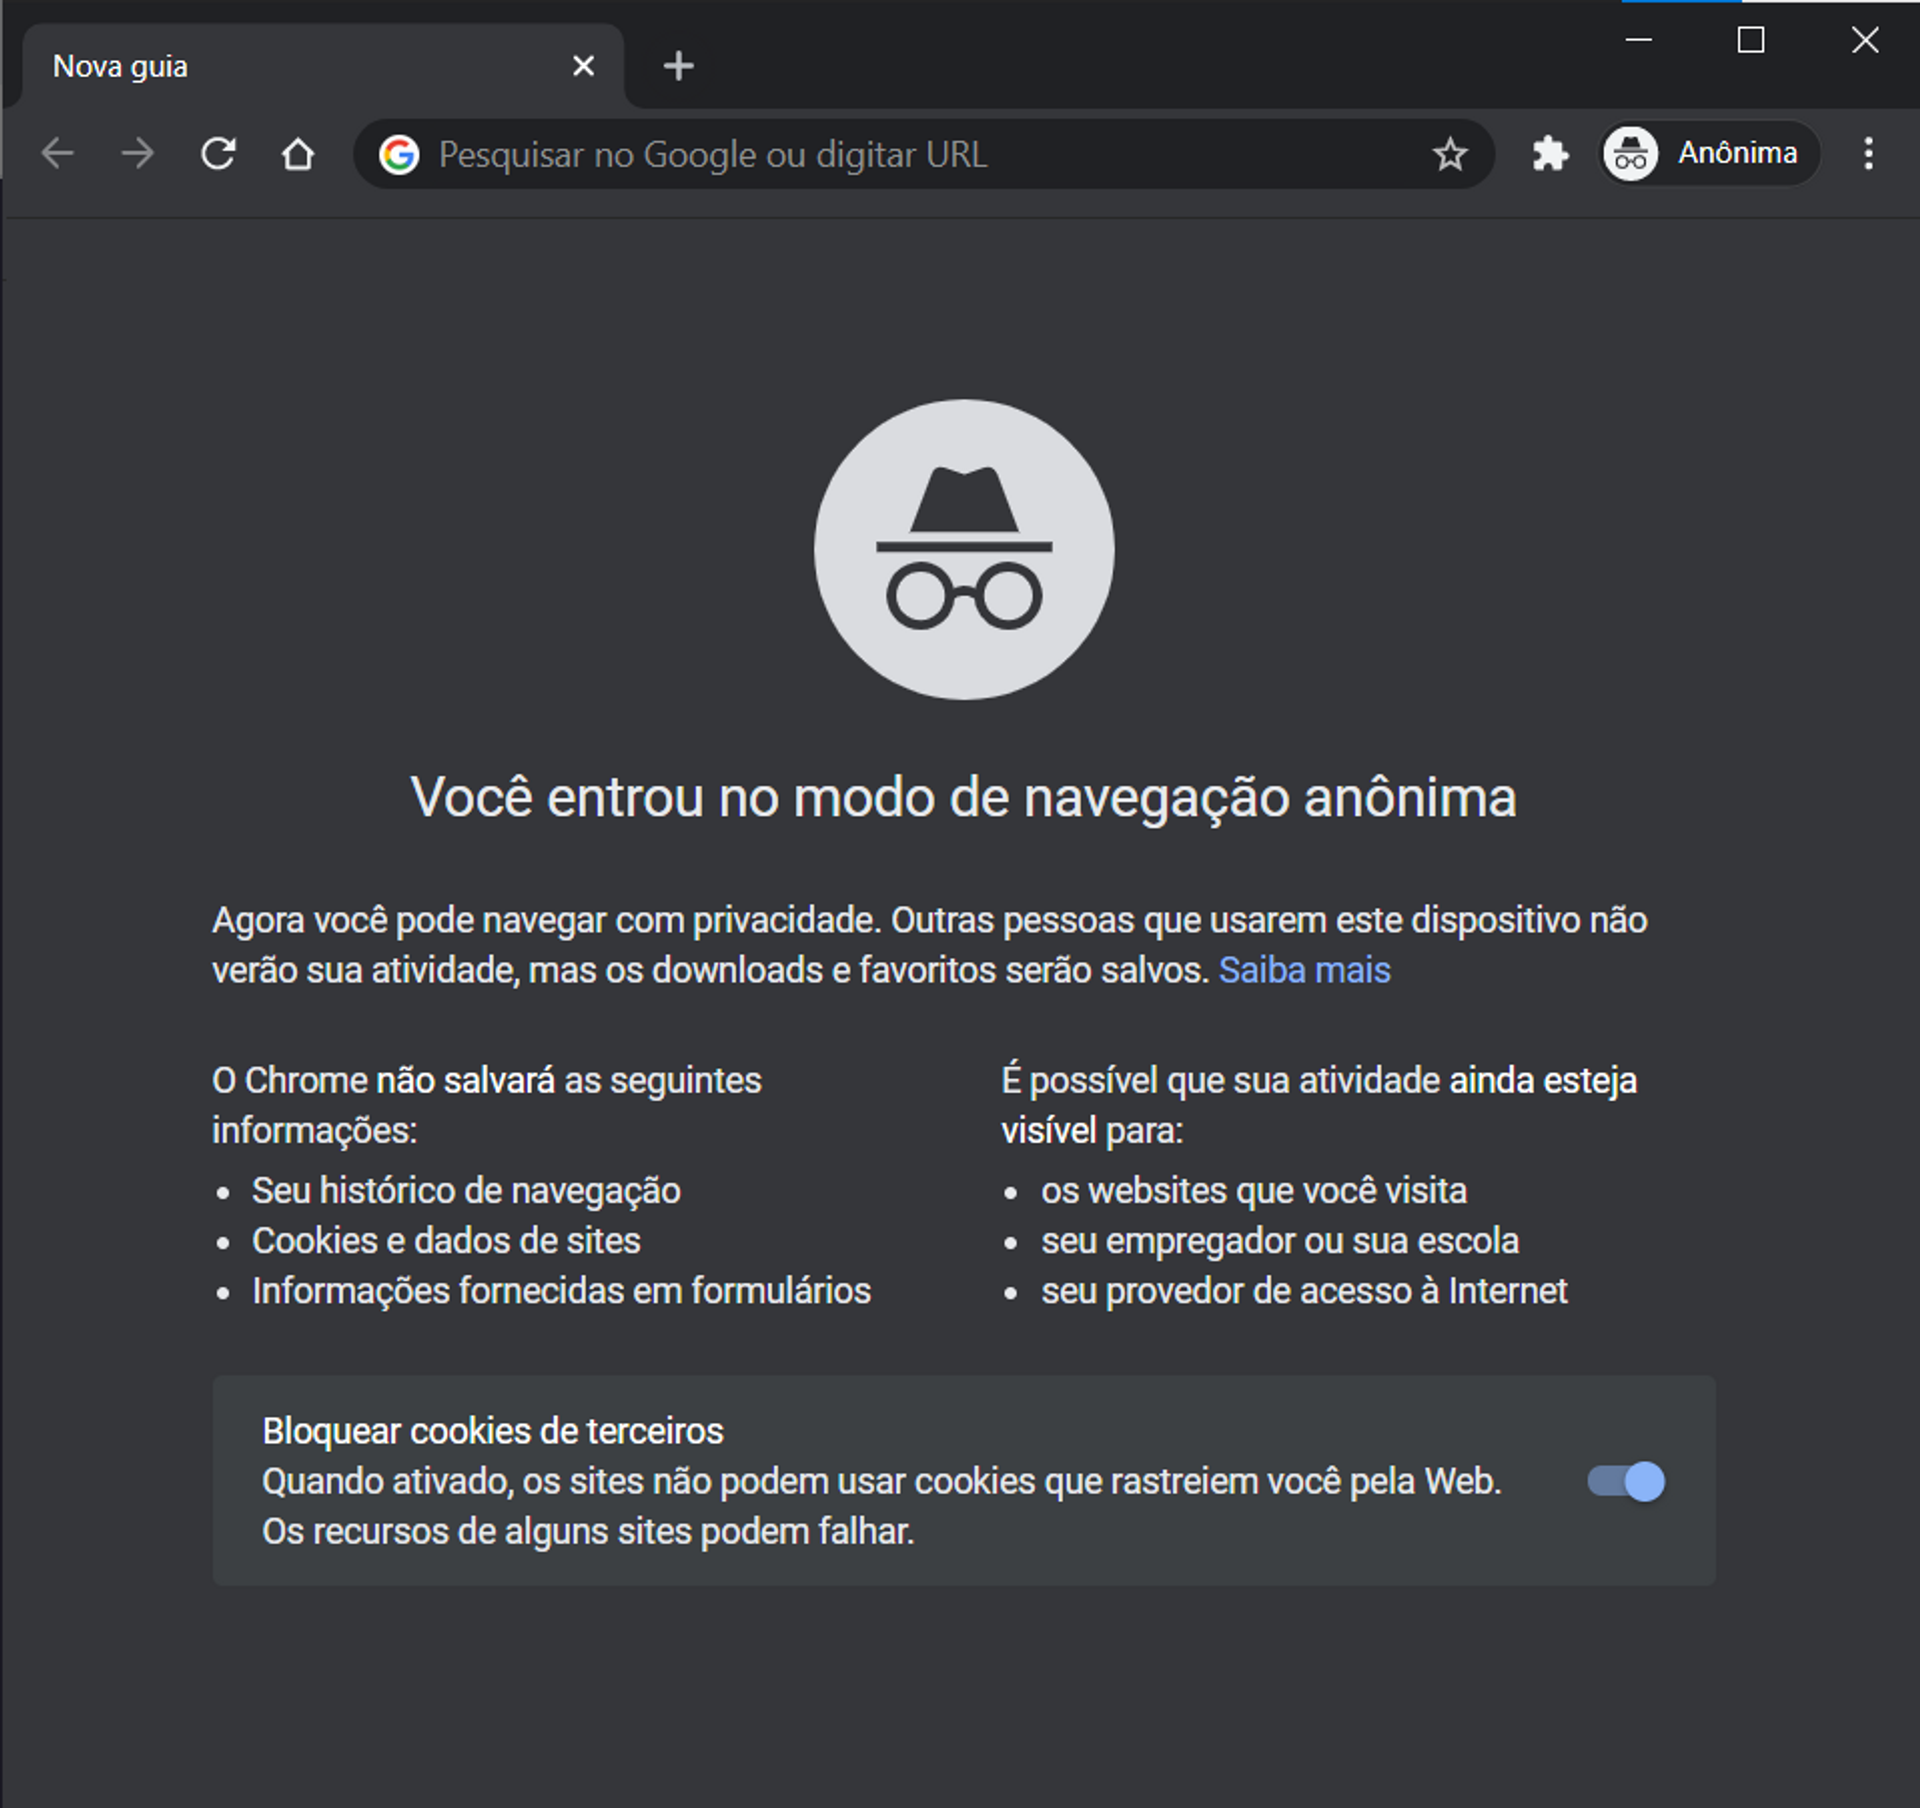 Nova guia
Pesquisar no Google ou digitar URL
Anônima
Você entrou no modo de navegação anônima
Agora você pode navegar com privacidade. Outras pessoas que usarem este dispositivo não
verão sua atividade, mas os downloads e favoritos serão salvos. Saiba mais
O Chrome não salvará as seguintes
informações:
• Seu histórico de navegação
• Cookies e dados de sites
• Informações fornecidas em formulários
É possível que sua atividade ainda esteja
visível para:
• os websites que você visita
• seu empregador ou sua escola
• seu provedor de acesso à Internet
Bloquear cookies de terceiros
Quando ativado, os sites não podem usar cookies que rastreiem você pela Web.
Os recursos de alguns sites podem falhar.